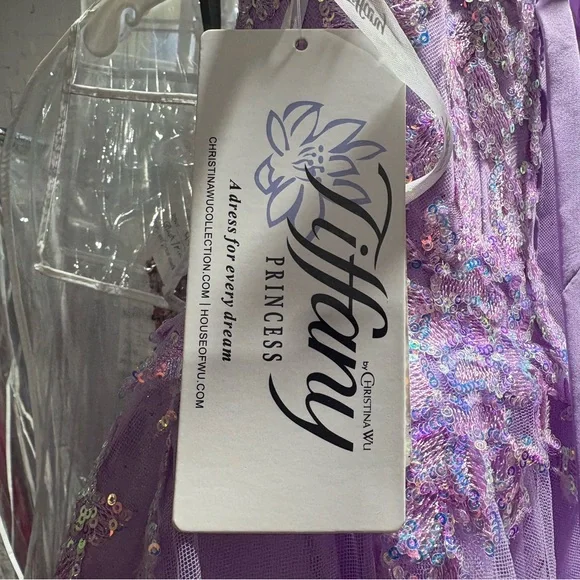 Tiffany
by CHRISTINA WU
PRINCESS
A dress for every dream
CHRISTINAWUCOLLECTION.COM | HOUSEOFWU.COM